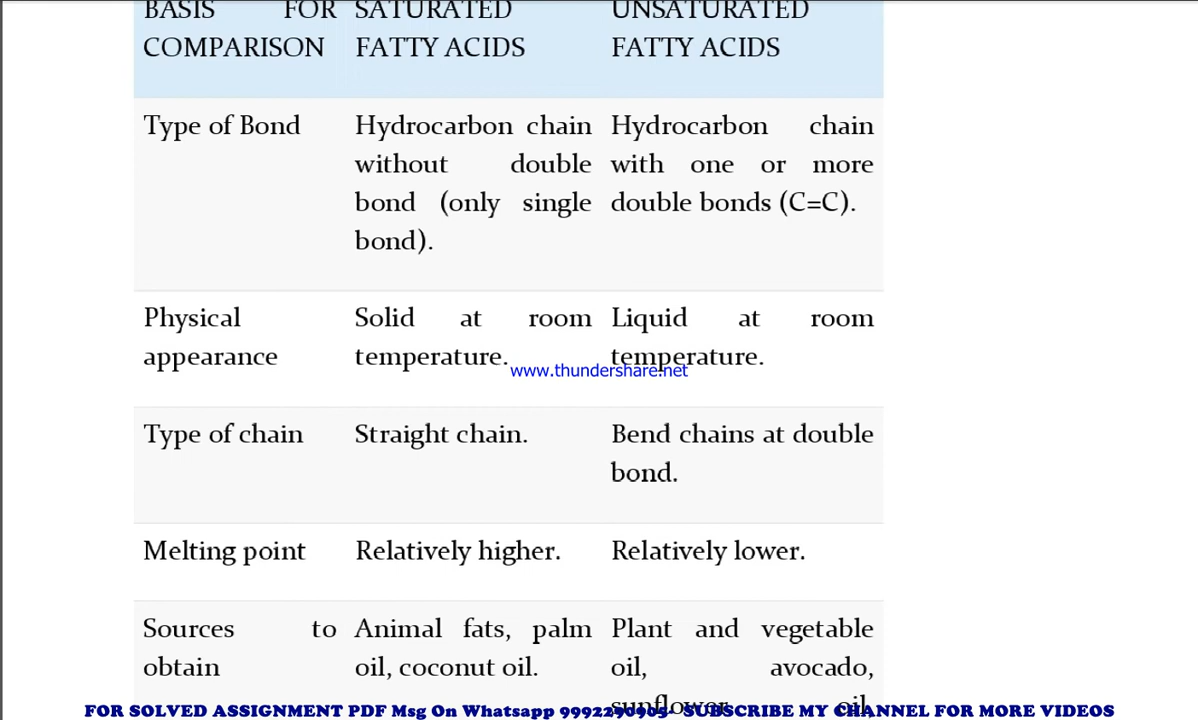 BASIS FOR SATURATED UNSATURATED
COMPARISON FATTY ACIDS FATTY ACIDS
Type of Bond Hydrocarbon chain Hydrocarbon chain
without double with one or more
bond (only single double bonds (C=C).
bond).
Physical Solid at room Liquid at room
appearance temperature. temperature.
www.thundershare.net
Type of chain Straight chain. Bend chains at double
bond.
Melting point Relatively higher. Relatively lower.
Sources to Animal fats, palm Plant and vegetable
obtain oil, coconut oil. oil, avocado,
sunflower oil
FOR SOLVED ASSIGNMENT PDF Msg On Whatsapp 9992290905- SUBSCRIBE MY CHANNEL FOR MORE VIDEOS